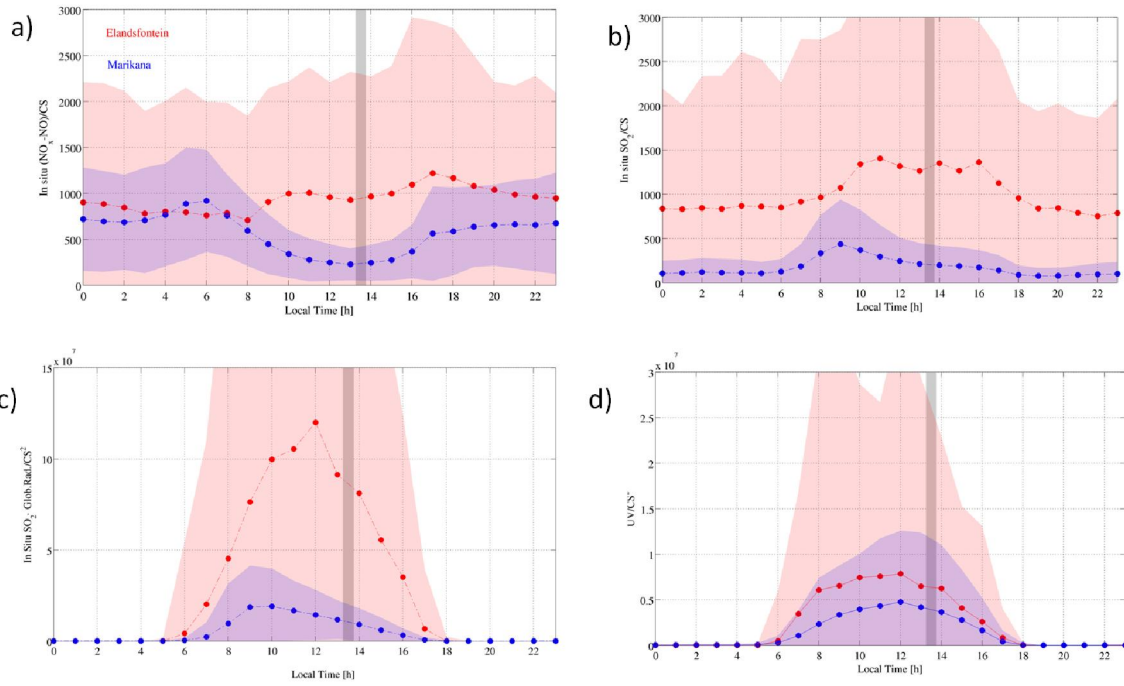 a)
3000
2500
2000
1500
1000
500
0
Elandsfontein
Marikana
In situ (NOx-NO)/CS
0 2 4 6 8 10 12 14 16 18 20 22
Local Time [h]
b)
3000
2500
2000
1500
1000
500
0
In situ SO2/CS
0 2 4 6 8 10 12 14 16 18 20 22
Local Time [h]
c)
x 10 7
15
10
5
0
In Situ SO2 Glob.Rad./CS2
0 2 4 6 8 10 12 14 16 18 20 22
Local Time [h]
d)
x 10 7
3
2.5
2
1.5
1
0.5
0
0 2 4 6 8 10 12 14 16 18 20 22
Local Time [h]